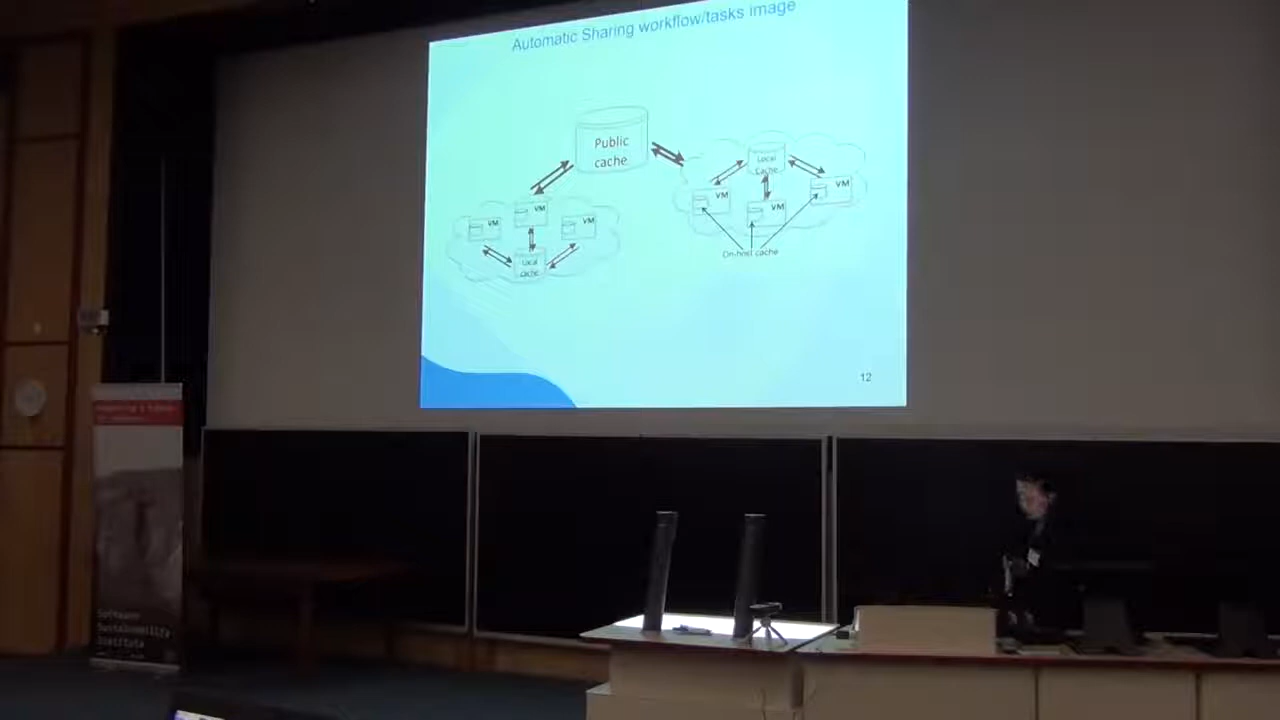 Automatic Sharing workflow/tasks image
Public
cache
Local
Cache
VM
VM
VM
VM
VM
VM
Local
cache
On-host cache
12
Software
Sustainability
Institute